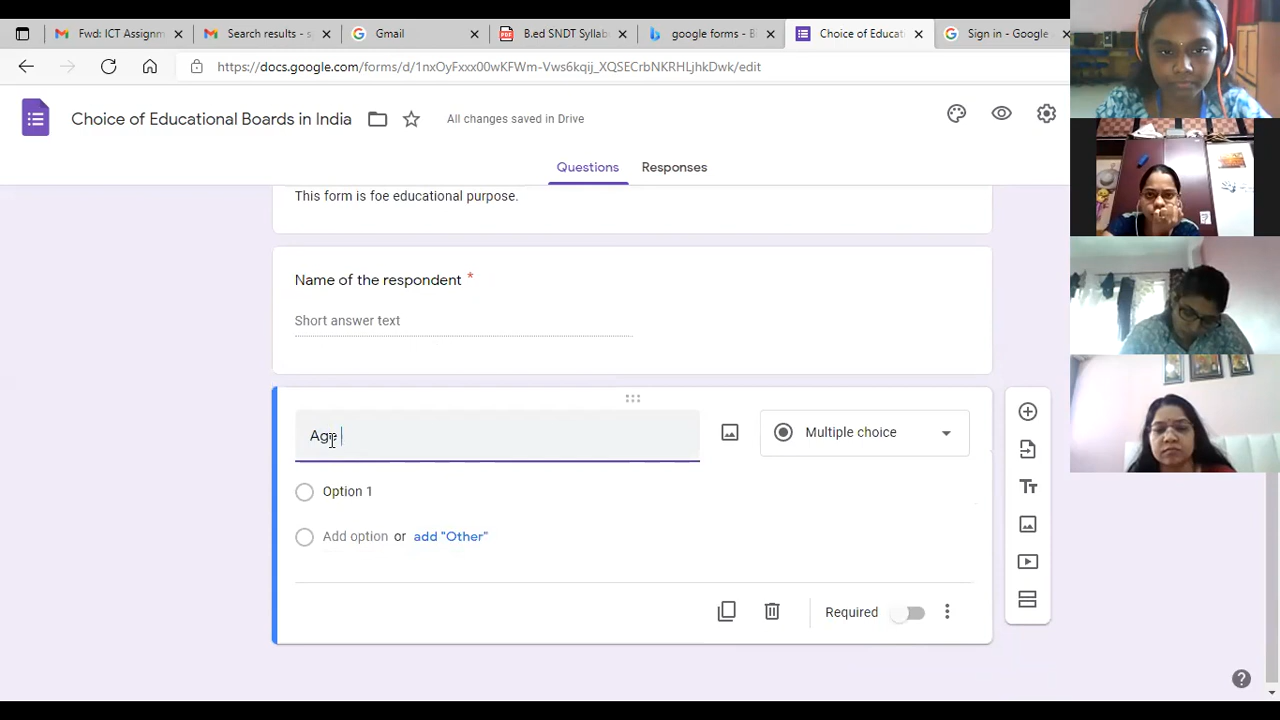 Fwd: ICT Assignm
Search results - s
Gmail
B.ed SNDT Syllab
google forms - B
Choice of Educati
Sign in - Google
https://docs.google.com/forms/d/1nxOyFxxx00wKFWm-Vws6kqij_XQSECrbNKRHLjhkDwk/edit
Choice of Educational Boards in India
All changes saved in Drive
Questions
Responses
This form is foe educational purpose.
Name of the respondent *
Short answer text
Age
Multiple choice
Option 1
Add option or add "Other"
Required